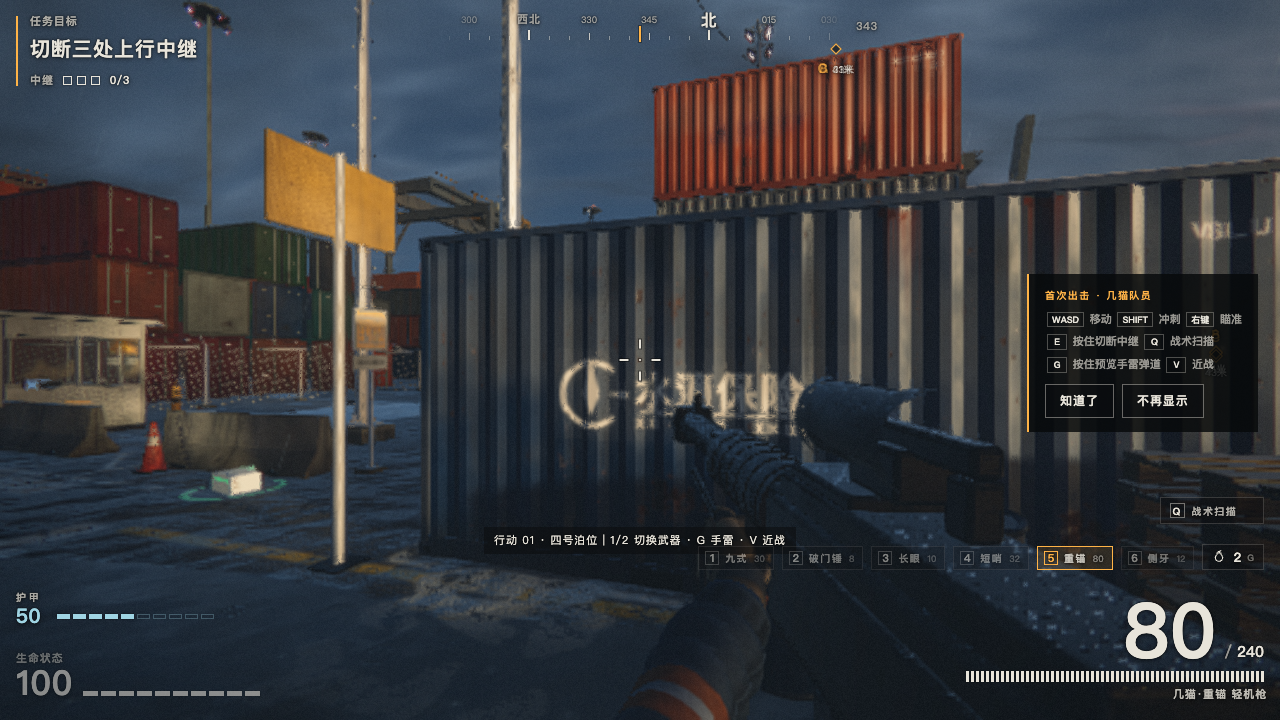 任务目标
切断三处上行中继
中继 0/3
300 西北 330 345 北 015 030 343
首次出击 · 几猫队员
WASD 移动 SHIFT 冲刺 右键 瞄准
E 按住切断中继 Q 战术扫描
G 按住预览手雷弹道 V 近战
知道了 不再显示
Q 战术扫描
行动 01 · 四号泊位 | 1/2 切换武器 · G 手雷 · V 近战
1 九式 30 2 破门锤 8 3 长眼 10 4 短哨 32 5 重锚 80 6 侧牙 12 2 G
护甲
50
生命状态
100
80 / 240
几猫·重锚 轻机枪